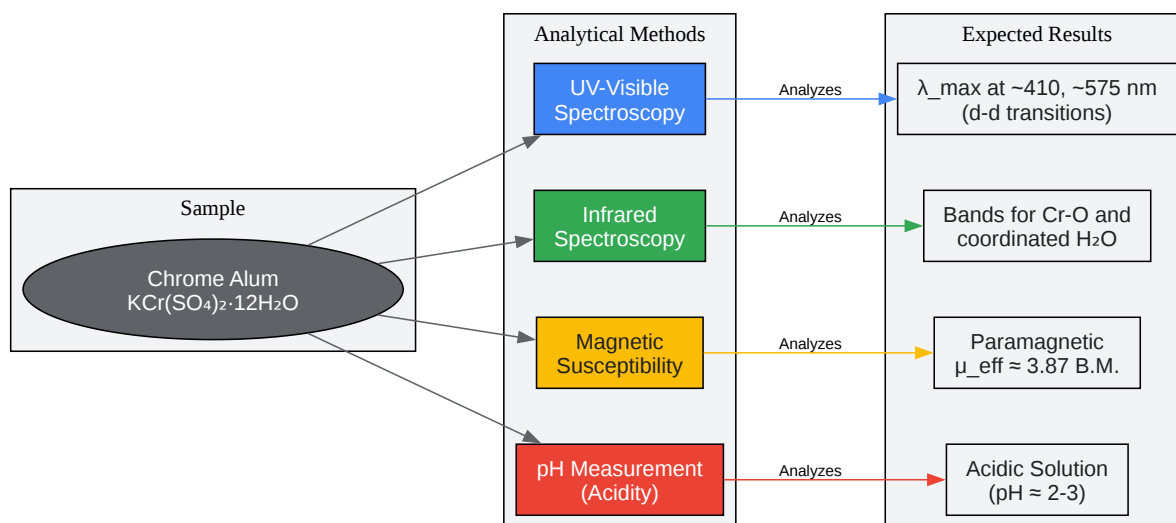 Analytical Methods
Expected Results
UV-Visible
Spectroscopy
Analyzes
λ_max at ~410, ~575 nm
(d-d transitions)
Sample
Infrared
Spectroscopy
Analyzes
Bands for Cr-O and
coordinated H₂O
Chrome Alum
KCr(SO₄)₂·12H₂O
Magnetic
Susceptibility
Analyzes
Paramagnetic
μ_eff ≈ 3.87 B.M.
pH Measurement
(Acidity)
Analyzes
Acidic Solution
(pH ≈ 2-3)